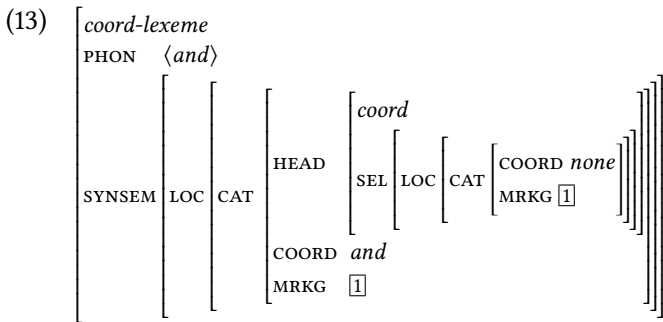 (13)
coord-lexeme
PHON ⟨and⟩
coord
HEAD
COORD none
SYNSEM LOC CAT SEL LOC CAT
MRKG 1
COORD and
MRKG 1